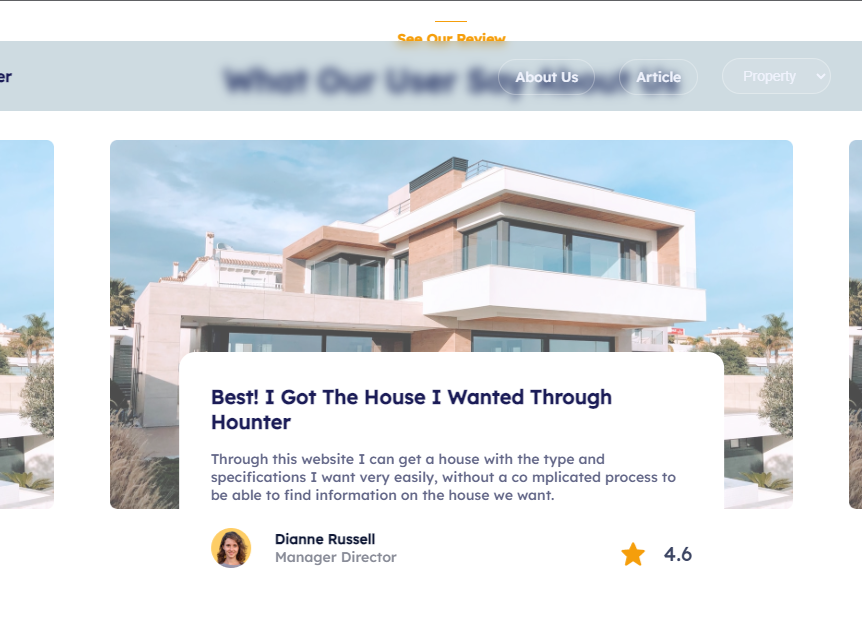 See Our Review
er
What Our User Say About Us
About Us
Article
Property
Best! I Got The House I Wanted Through
Hounter
Through this website I can get a house with the type and
specifications I want very easily, without a co mplicated process to
be able to find information on the house we want.
Dianne Russell
Manager Director
4.6